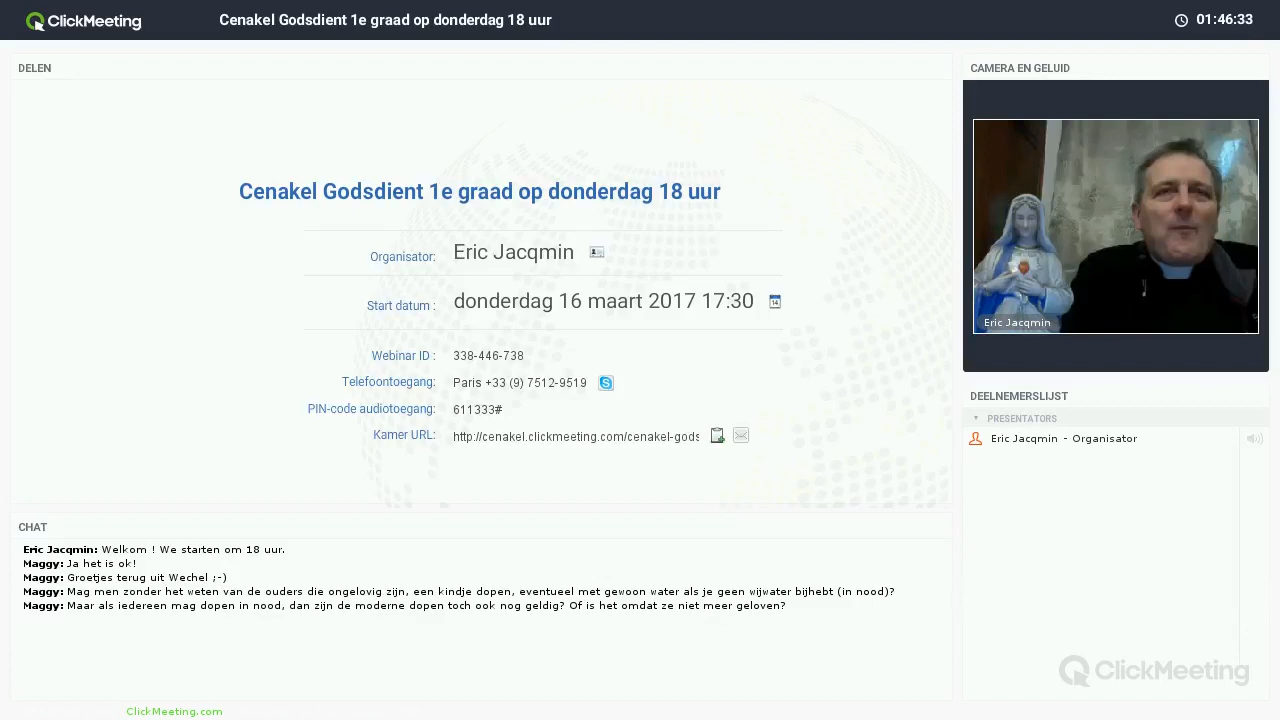 ClickMeeting
Cenakel Godsdient 1e graad op donderdag 18 uur
01:46:33
DELEN
Cenakel Godsdient 1e graad op donderdag 18 uur
Organisator: Eric Jacqmin
Start datum : donderdag 16 maart 2017 17:30
14
Webinar ID : 338-446-738
Telefoontoegang: Paris +33 (9) 7512-9519
PIN-code audiotoegang: 611333#
Kamer URL: http://cenakel.clickmeeting.com/cenakel-gods
CAMERA EN GELUID
Eric Jacqmin
DEELNEMERSLIJST
PRESENTATORS
Eric Jacqmin - Organisator
CHAT
Eric Jacqmin: Welkom ! We starten om 18 uur.
Maggy: Ja het is ok!
Maggy: Groetjes terug uit Wechel ;-)
Maggy: Mag men zonder het weten van de ouders die ongelovig zijn, een kindje dopen, eventueel met gewoon water als je geen wijwater bijhebt (in nood)?
Maggy: Maar als iedereen mag dopen in nood, dan zijn de moderne dopen toch ook nog geldig? Of is het omdat ze niet meer geloven?
ClickMeeting
ClickMeeting.com